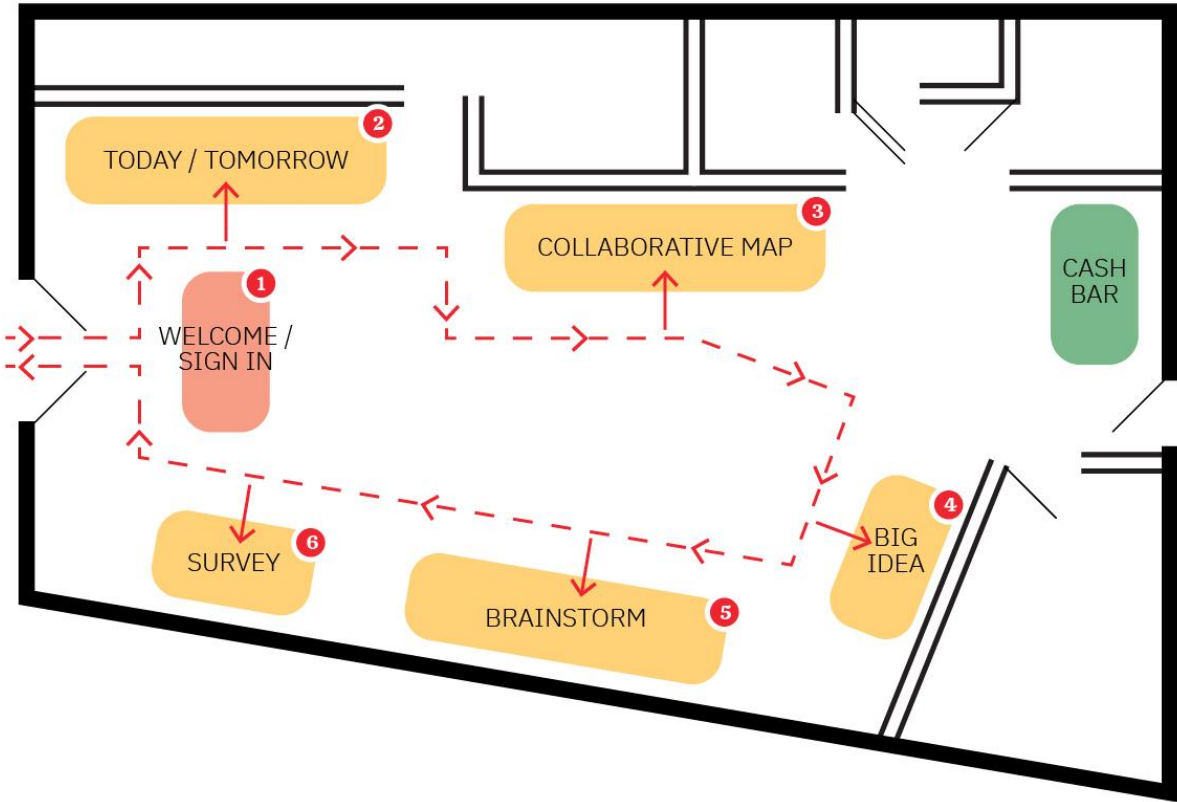 2
TODAY / TOMORROW
3
COLLABORATIVE MAP
CASH
BAR
1
WELCOME /
SIGN IN
4
BIG
IDEA
6
SURVEY
5
BRAINSTORM